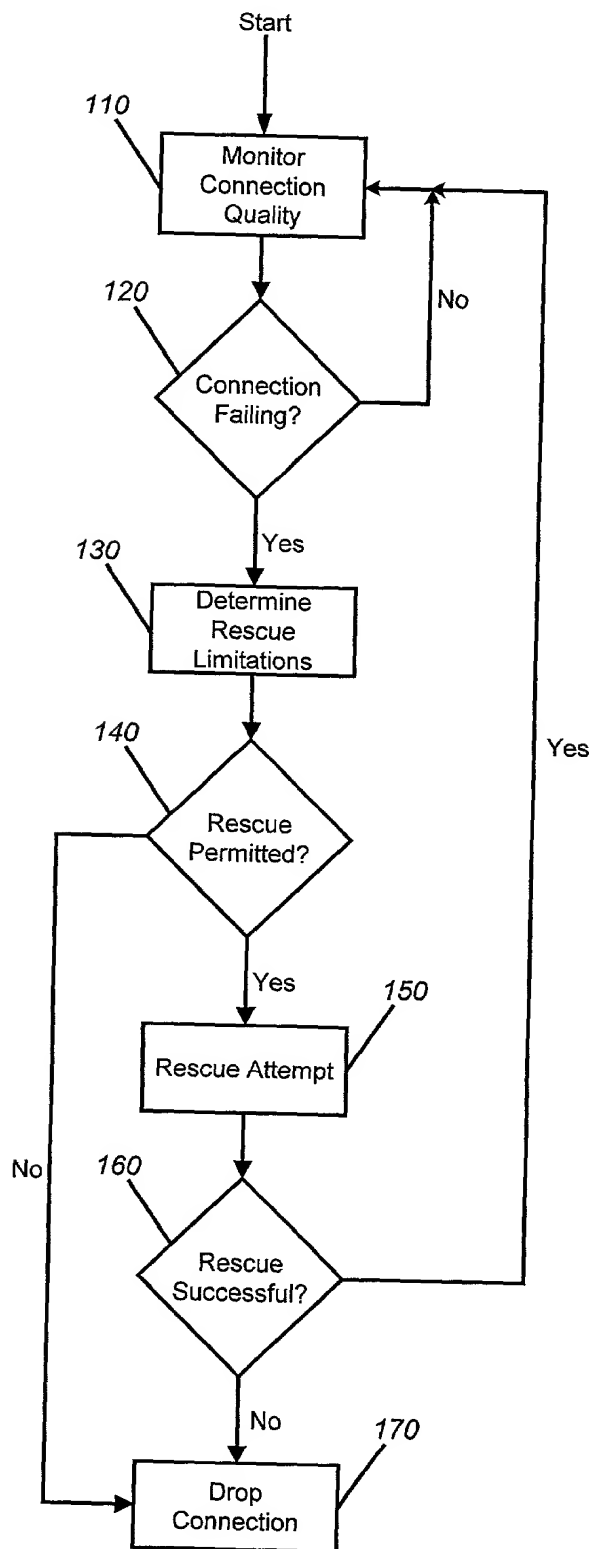 Start
110
Monitor
Connection
Quality
120
No
Connection
Failing?
Yes
130
Determine
Rescue
Limitations
140
Yes
Rescue
Permitted?
Yes
150
Rescue Attempt
No
160
Rescue
Successful?
No
170
Drop
Connection